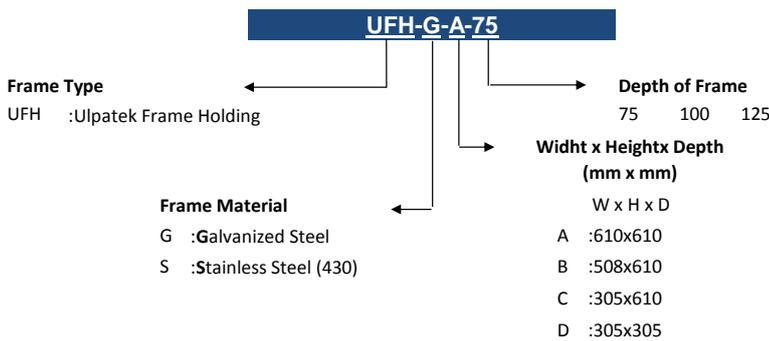 UFH-G-A-75
Frame Type
UFH :Ulpatek Frame Holding
Depth of Frame
75 100 125
Widht x Heightx Depth
(mm x mm)
W x H x D
A :610x610
B :508x610
C :305x610
D :305x305
Frame Material
G :Galvanized Steel
S :Stainless Steel (430)